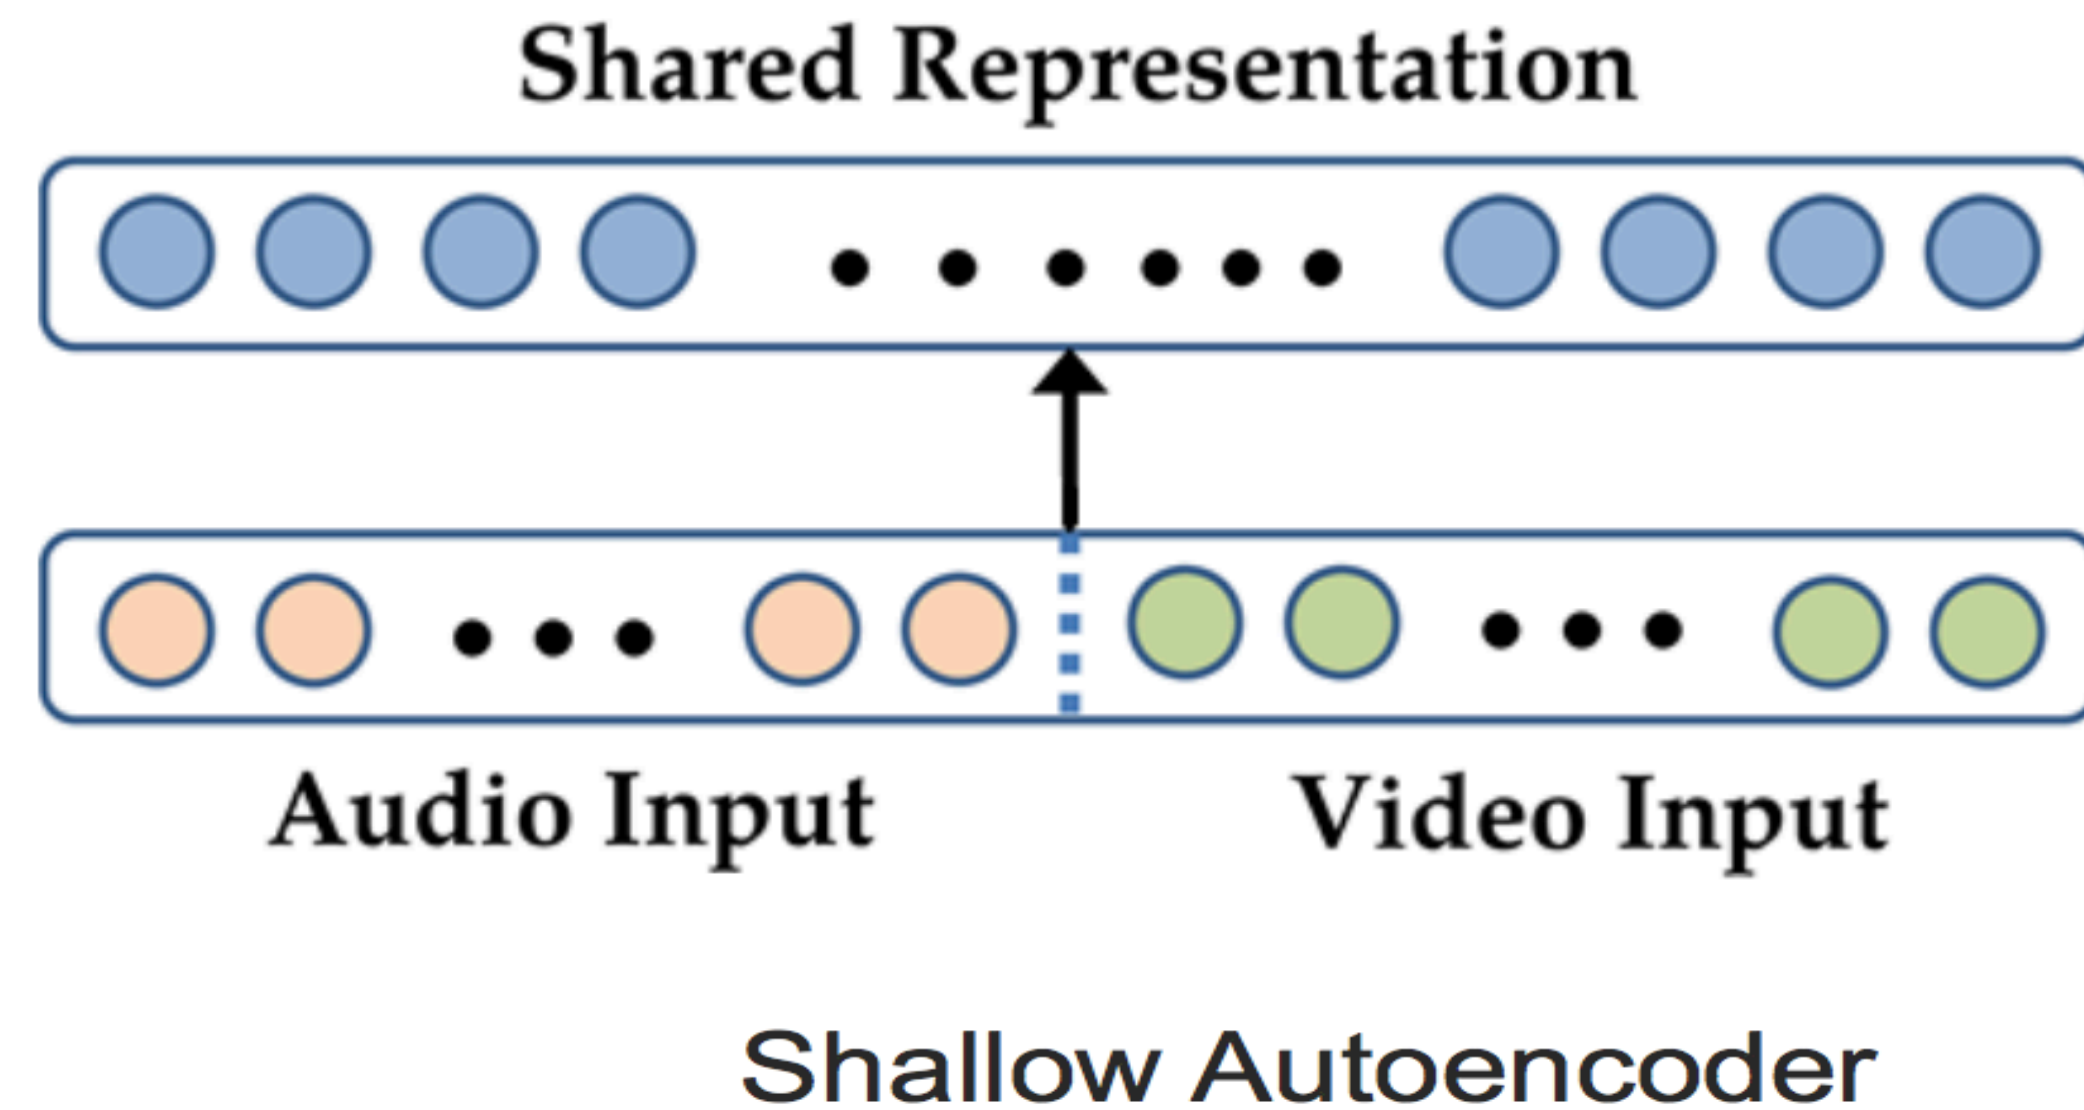 Shared Representation
Audio Input
Video Input
Shallow Autoencoder